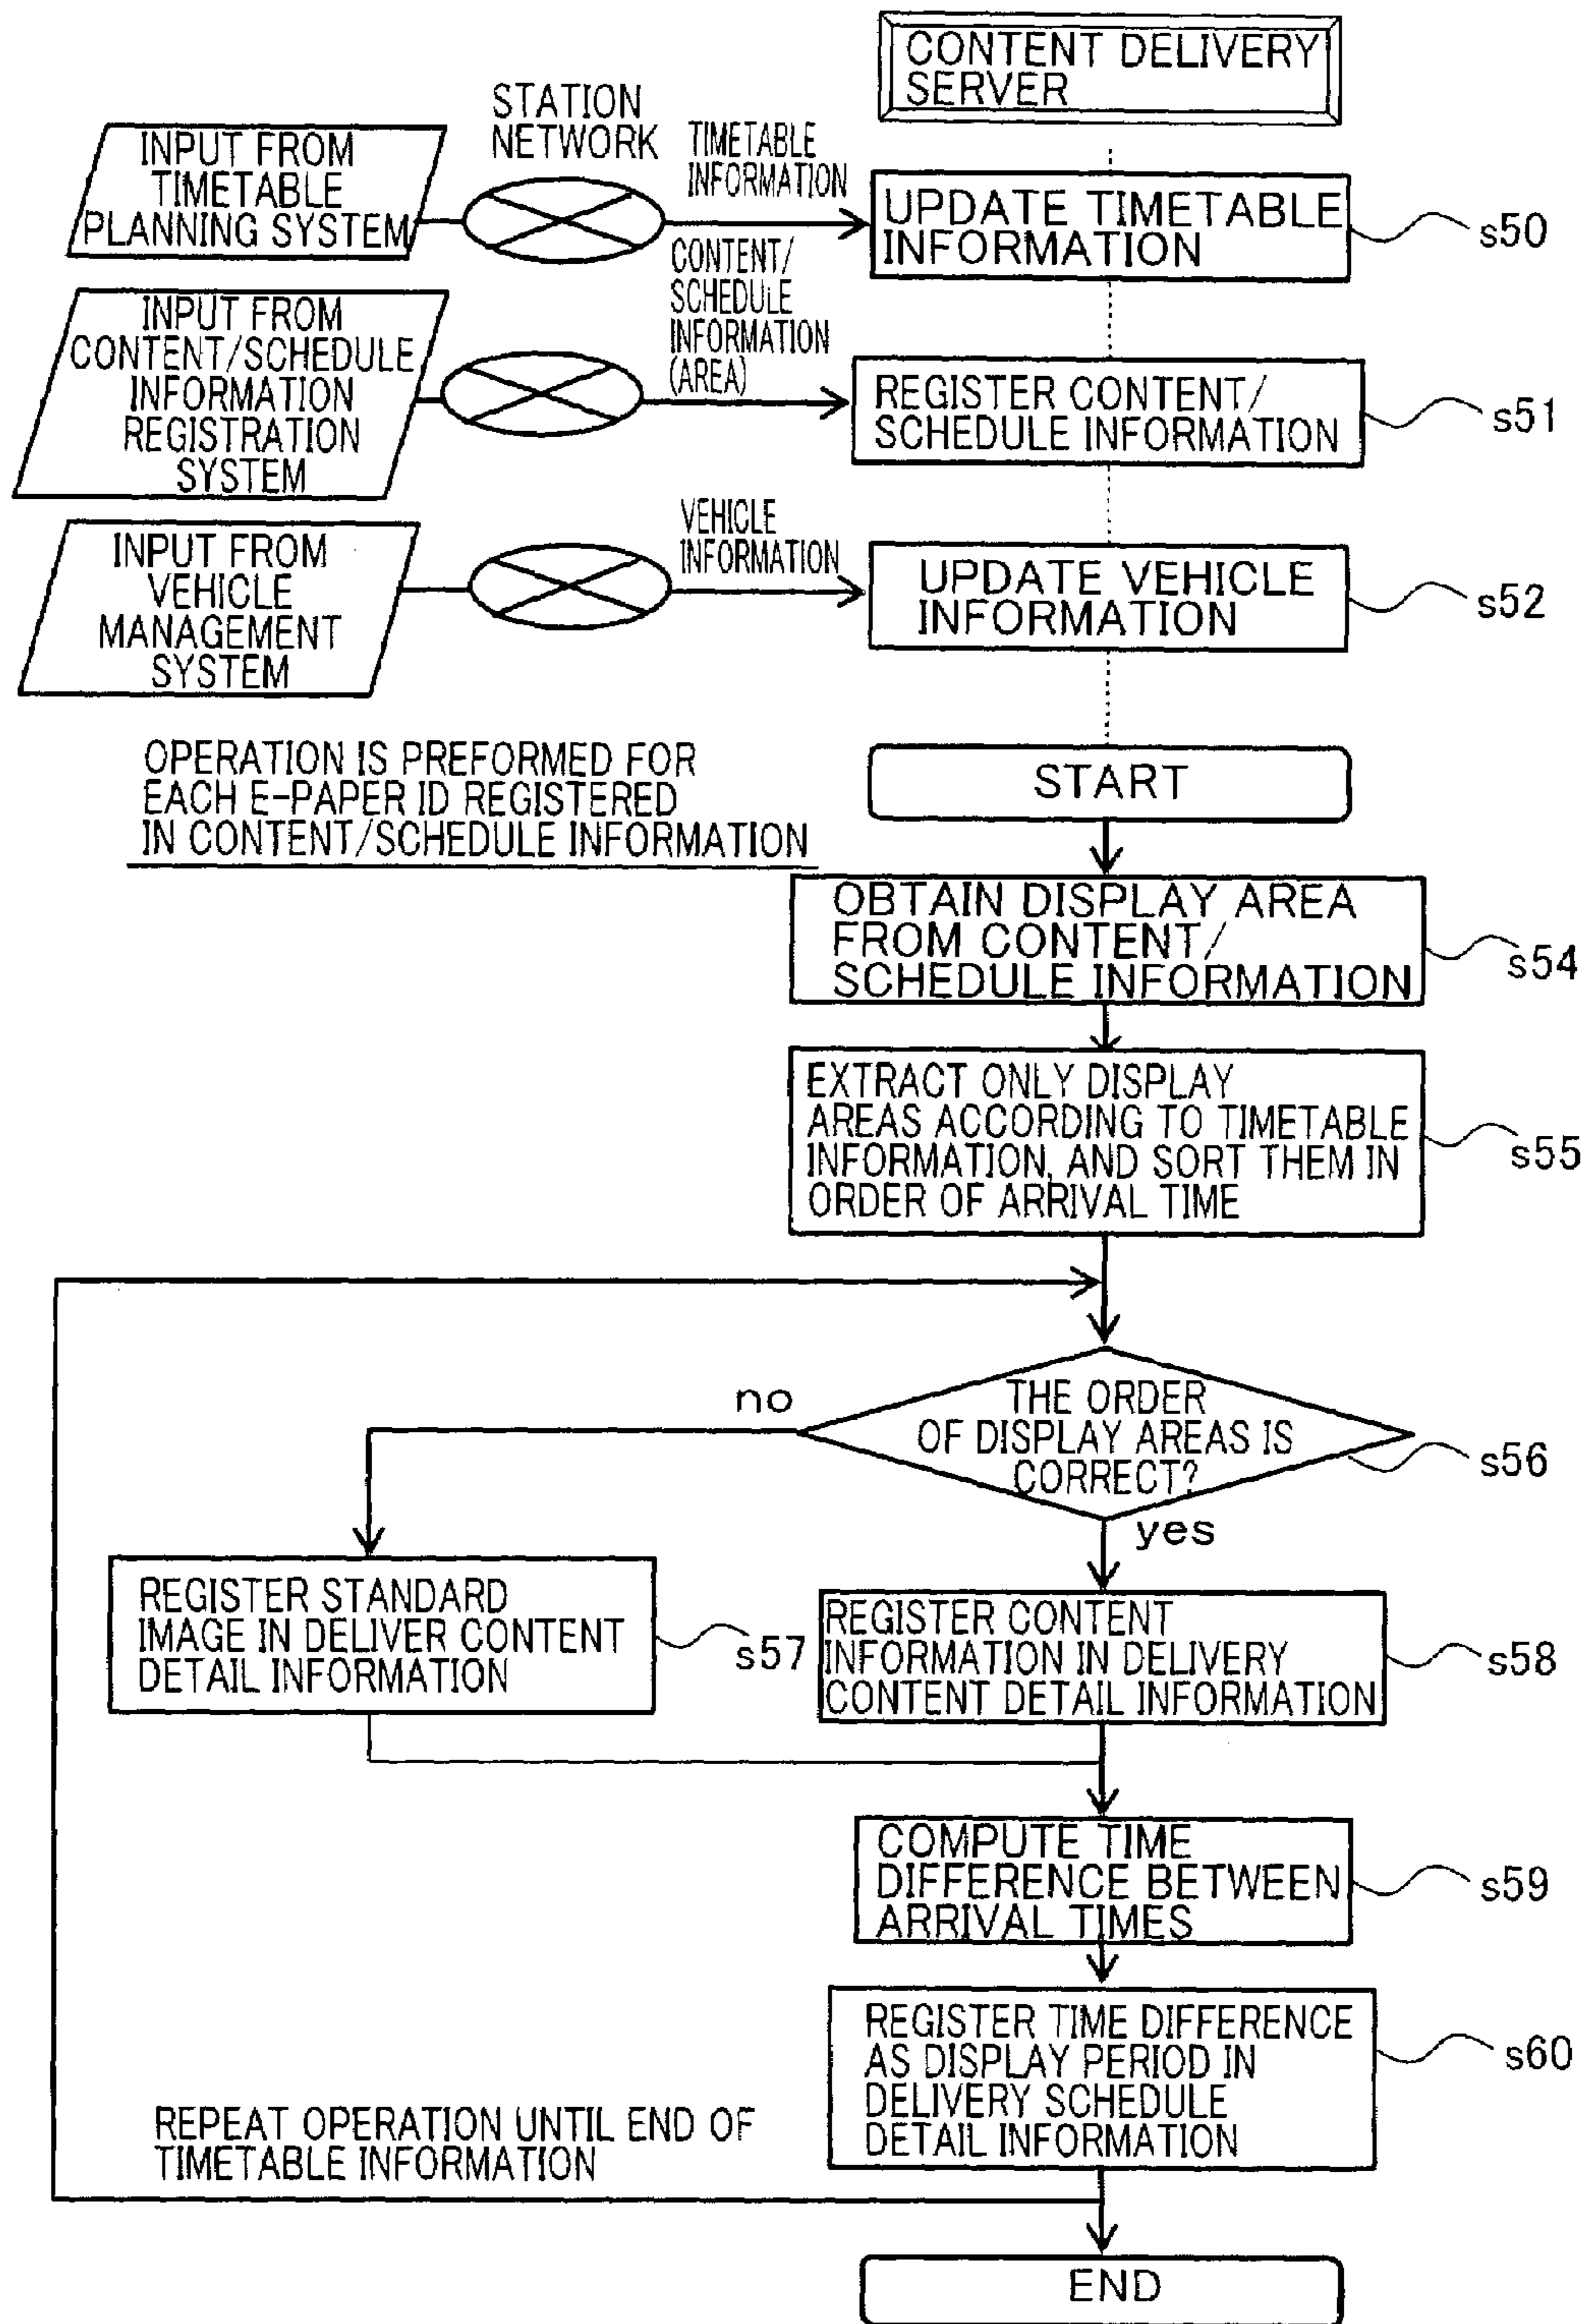 CONTENT DELIVERY
SERVER
STATION
NETWORK
INPUT FROM
TIMETABLE
PLANNING SYSTEM
TIMETABLE
INFORMATION
UPDATE TIMETABLE
INFORMATION
s50
INPUT FROM
CONTENT/SCHEDULE
INFORMATION
REGISTRATION
SYSTEM
CONTENT/
SCHEDULE
INFORMATION
(AREA)
REGISTER CONTENT/
SCHEDULE INFORMATION
s51
INPUT FROM
VEHICLE
MANAGEMENT
SYSTEM
VEHICLE
INFORMATION
UPDATE VEHICLE
INFORMATION
s52
OPERATION IS PREFORMED FOR
EACH E-PAPER ID REGISTERED
IN CONTENT/SCHEDULE INFORMATION
START
OBTAIN DISPLAY AREA
FROM CONTENT/
SCHEDULE INFORMATION
s54
EXTRACT ONLY DISPLAY
AREAS ACCORDING TO TIMETABLE
INFORMATION, AND SORT THEM IN
ORDER OF ARRIVAL TIME
s55
THE ORDER
OF DISPLAY AREAS IS
CORRECT?
s56
no
yes
REGISTER STANDARD
IMAGE IN DELIVER CONTENT
DETAIL INFORMATION
s57
REGISTER CONTENT
INFORMATION IN DELIVERY
CONTENT DETAIL INFORMATION
s58
COMPUTE TIME
DIFFERENCE BETWEEN
ARRIVAL TIMES
s59
REGISTER TIME DIFFERENCE
AS DISPLAY PERIOD IN
DELIVERY SCHEDULE
DETAIL INFORMATION
s60
REPEAT OPERATION UNTIL END OF
TIMETABLE INFORMATION
END